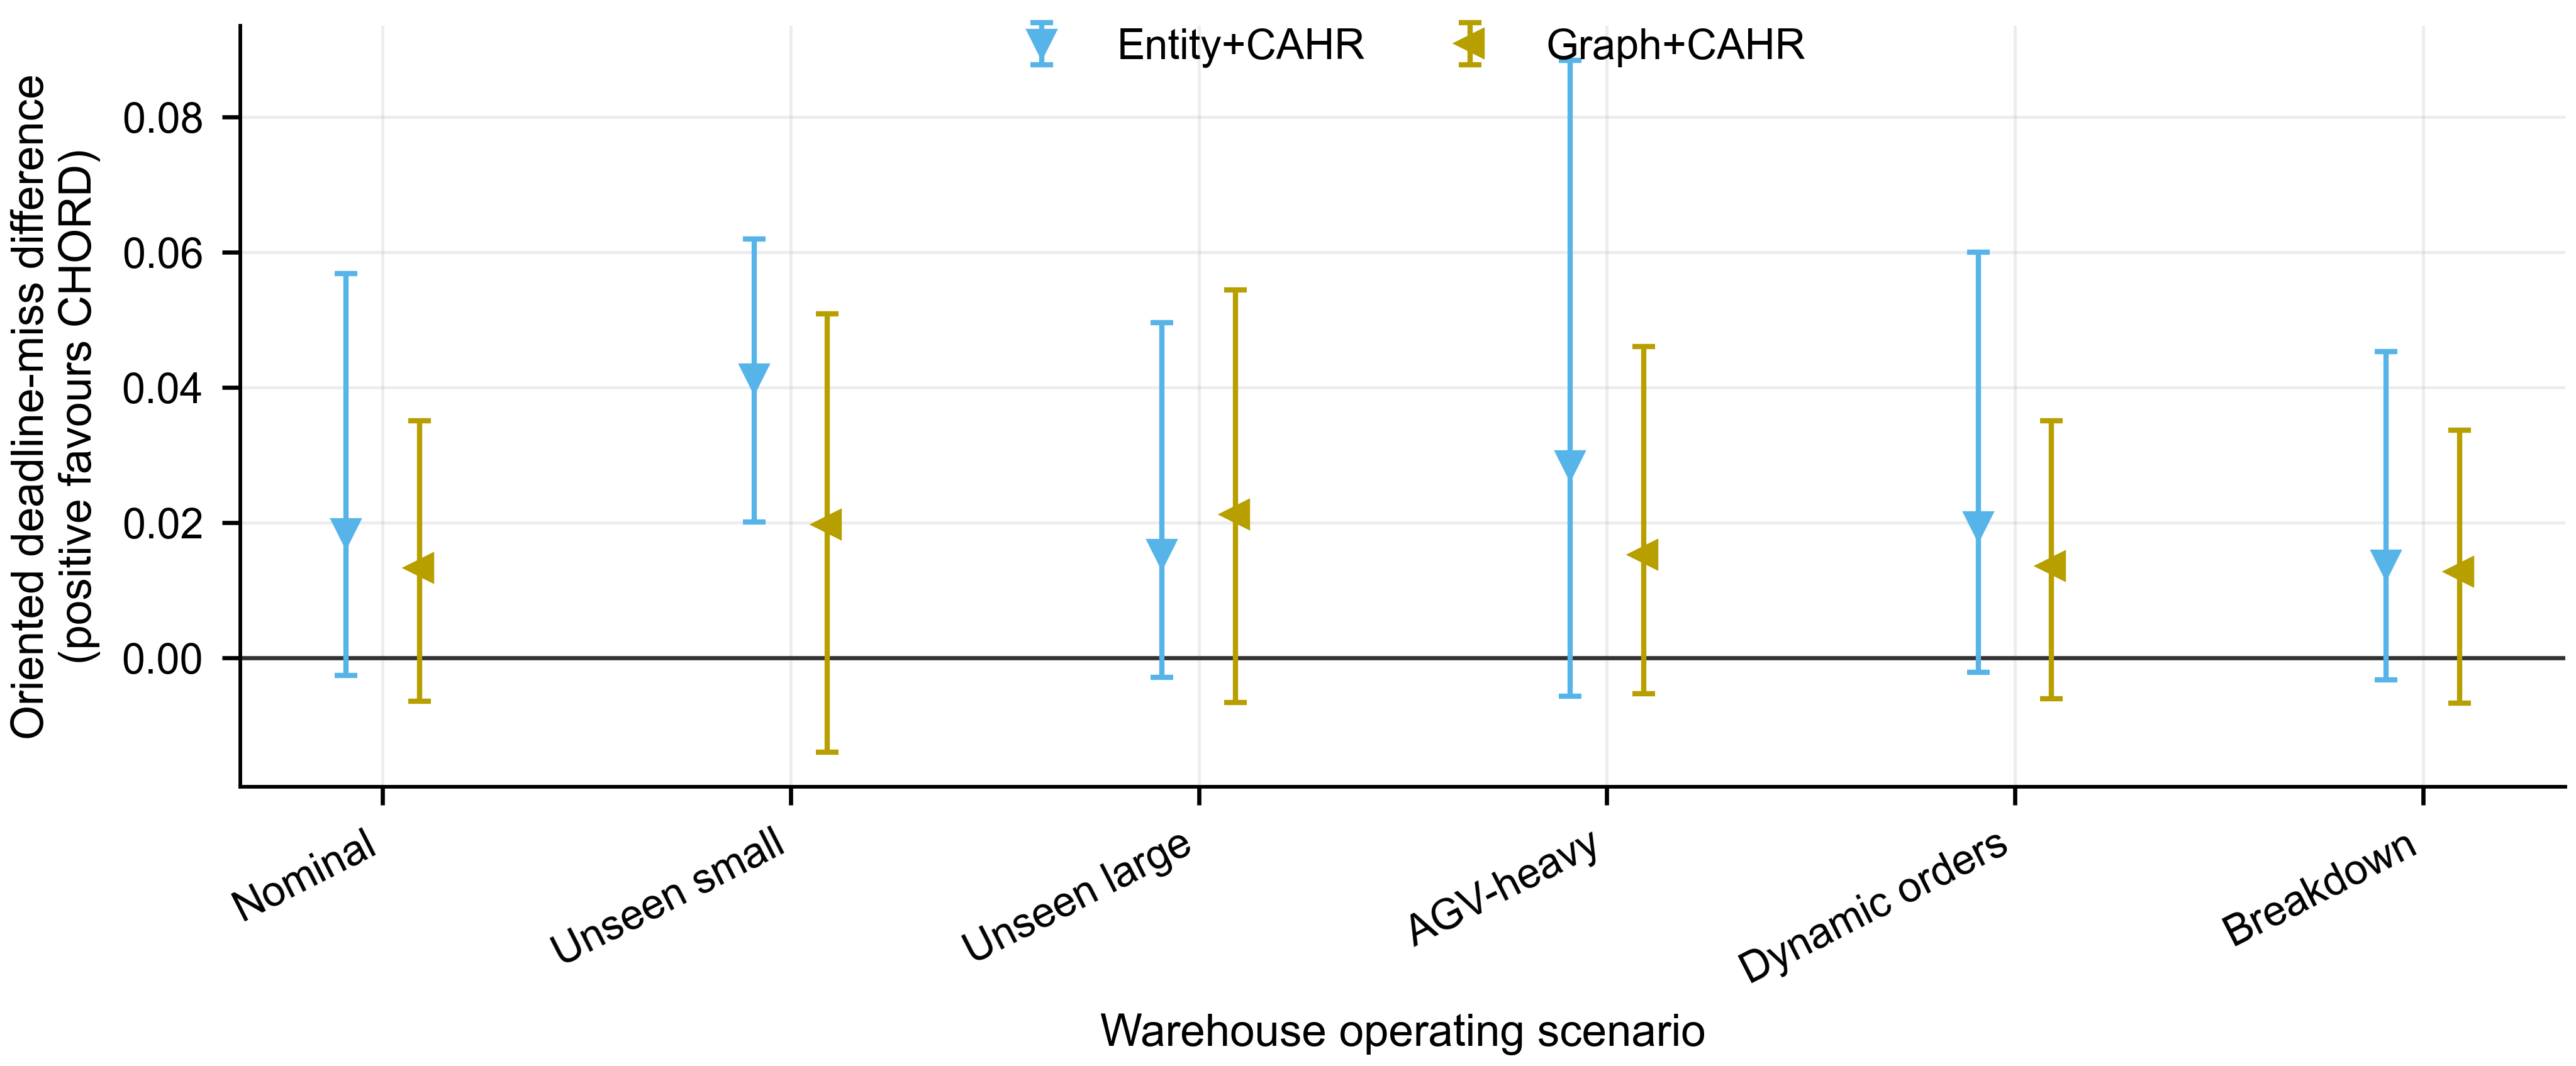 Entity+CAHR
Graph+CAHR
Oriented deadline-miss difference
(positive favours CHORD)
0.08
0.06
0.04
0.02
0.00
Nominal
Unseen small
Unseen large
AGV-heavy
Dynamic orders
Breakdown
Warehouse operating scenario